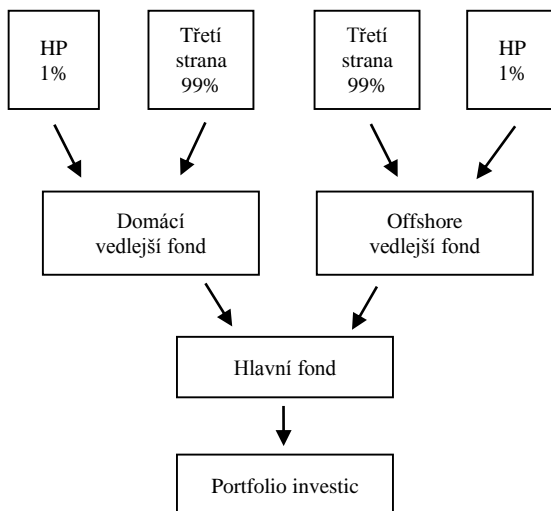 HP
1%
Třetí
strana
99%
Třetí
strana
99%
HP
1%
Domácí
vedlejší fond
Offshore
vedlejší fond
Hlavní fond
Portfolio investic